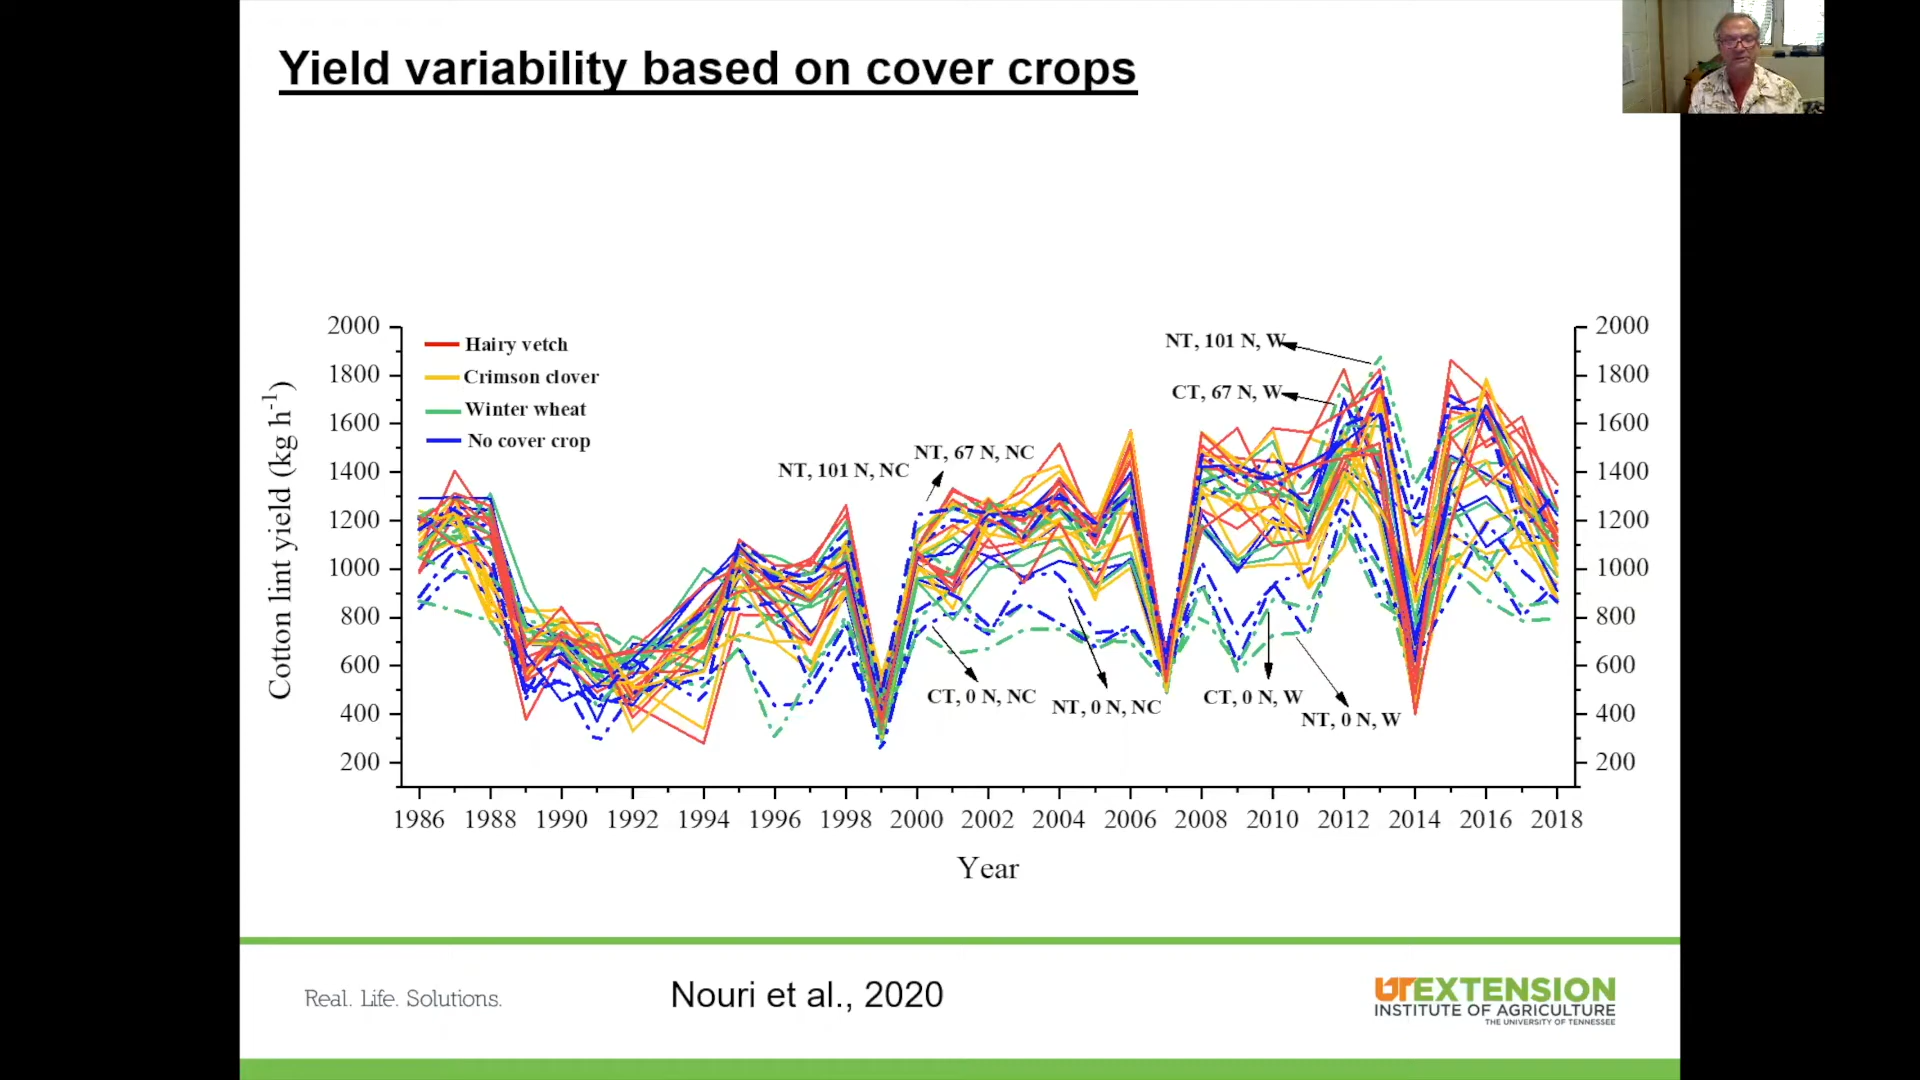 Yield variability based on cover crops
2000
1800
1600
1400
1200
1000
800
600
400
200
Cotton lint yield (kg h-1)
Hairy vetch
Crimson clover
Winter wheat
No cover crop
NT, 101 N, NC
NT, 67 N, NC
NT, 101 N, W
CT, 67 N, W
CT, 0 N, NC
NT, 0 N, NC
CT, 0 N, W
NT, 0 N, W
2000
1800
1600
1400
1200
1000
800
600
400
200
1986 1988 1990 1992 1994 1996 1998 2000 2002 2004 2006 2008 2010 2012 2014 2016 2018
Year
Real. Life. Solutions.
Nouri et al., 2020
UTEXTENSION
INSTITUTE OF AGRICULTURE
THE UNIVERSITY OF TENNESSEE